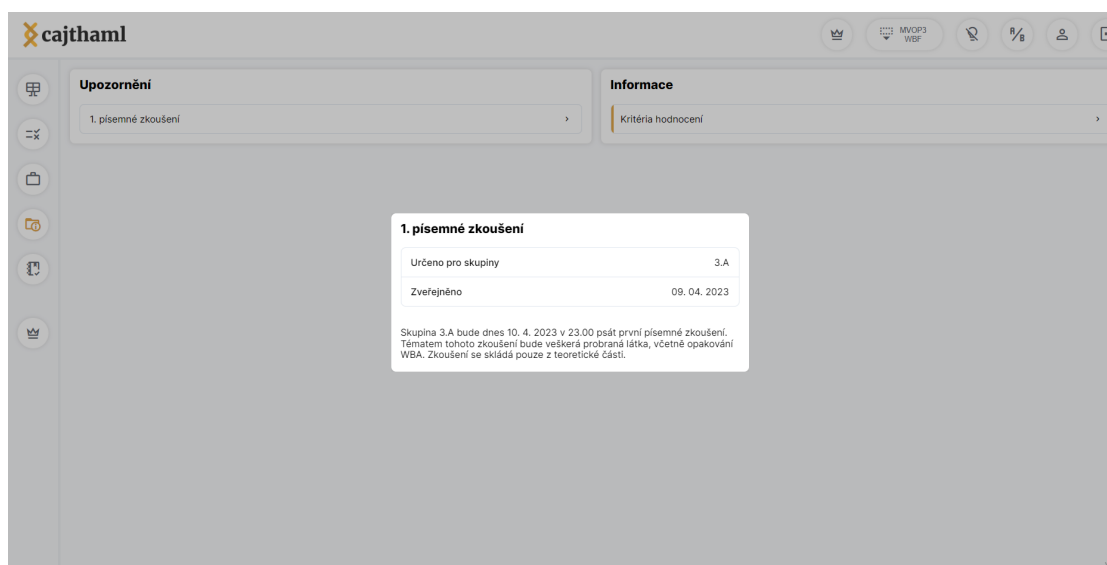 cajthaml
MVOP3
WBF
A/B
Upozornění
1. písemné zkoušení
Informace
Kritéria hodnocení
1. písemné zkoušení
Určeno pro skupiny 3.A
Zveřejněno 09. 04. 2023
Skupina 3.A bude dnes 10. 4. 2023 v 23.00 psát první písemné zkoušení.
Tématem tohoto zkoušení bude veškerá probraná látka, včetně opakování
WBA. Zkoušení se skládá pouze z teoretické části.